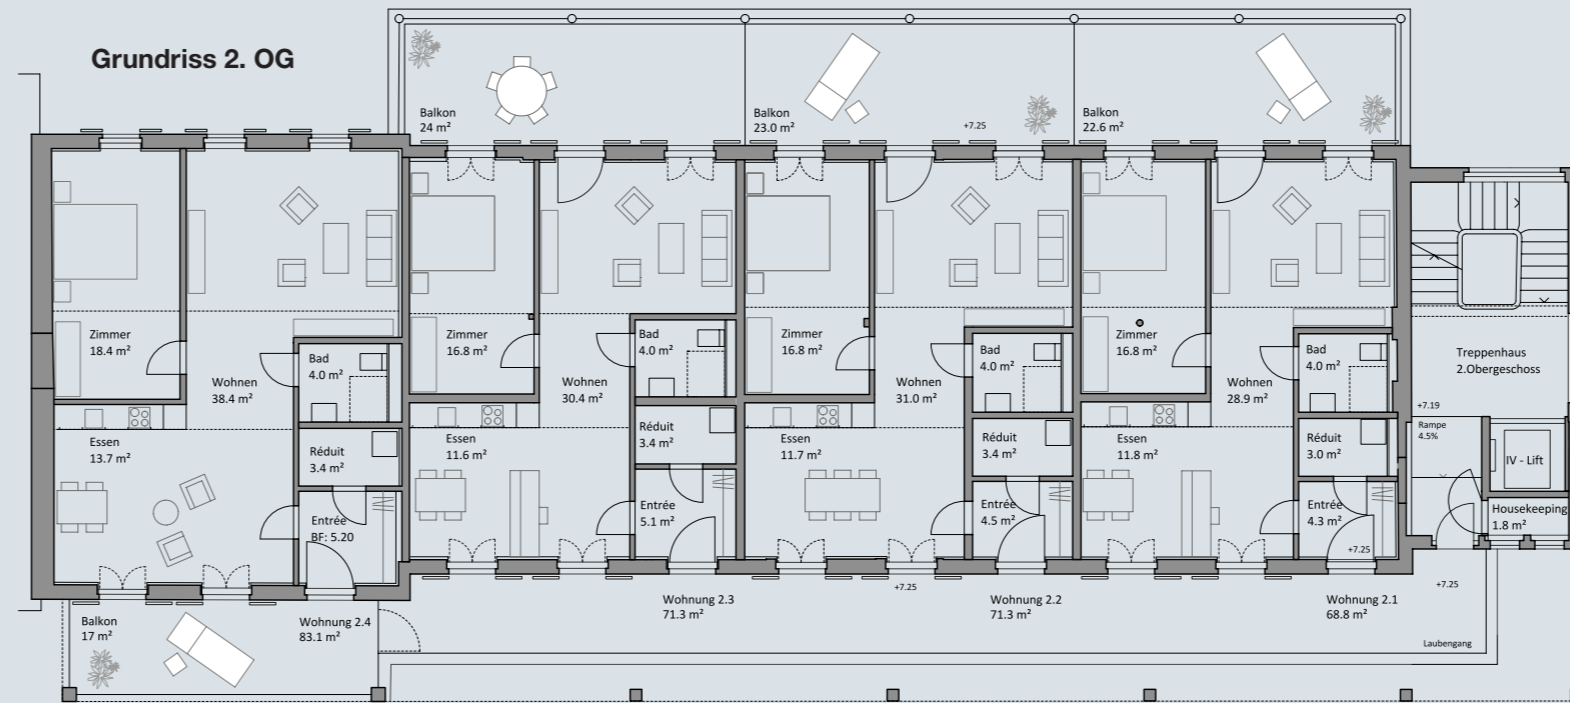 Grundriss 2. OG
Balkon
24 m²
Balkon
23.0 m²
+7.25
Balkon
22.6 m²
Zimmer
18.4 m²
Wohnen
38.4 m²
Bad
4.0 m²
Essen
13.7 m²
Réduit
3.4 m²
Entrée
BF: 5.20
Balkon
17 m²
Wohnung 2.4
83.1 m²
Zimmer
16.8 m²
Wohnen
30.4 m²
Bad
4.0 m²
Essen
11.6 m²
Réduit
3.4 m²
Entrée
5.1 m²
Wohnung 2.3
71.3 m²
Zimmer
16.8 m²
Wohnen
31.0 m²
Bad
4.0 m²
Essen
11.7 m²
Réduit
3.4 m²
Entrée
4.5 m²
+7.25
Wohnung 2.2
71.3 m²
Zimmer
16.8 m²
Wohnen
28.9 m²
Bad
4.0 m²
Essen
11.8 m²
Réduit
3.0 m²
Entrée
4.3 m²
+7.25
Wohnung 2.1
68.8 m²
Treppenhaus
2.Obergeschoss
+7.19
Rampe
4.5%
IV - Lift
Housekeeping
1.8 m²
+7.25
Laubengang